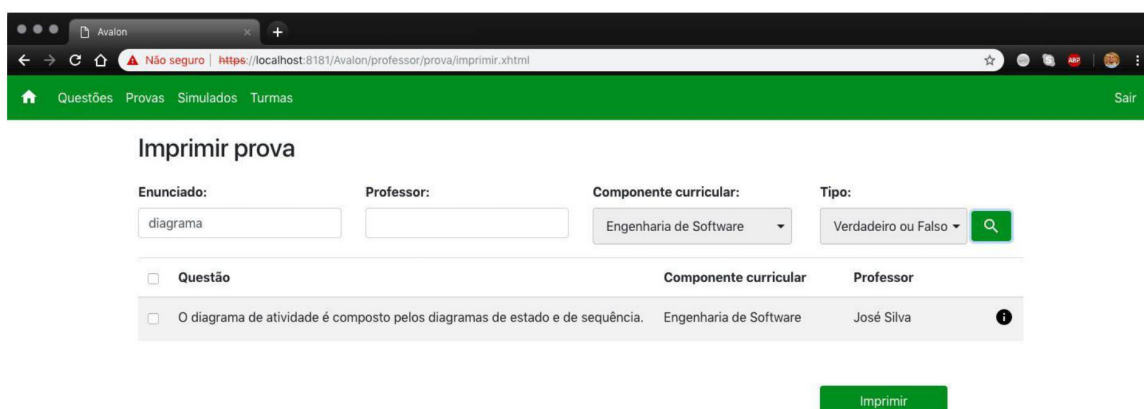 Avalon
Não seguro | https://localhost:8181/Avalon/professor/prova/imprimir.xhtml
ABP
Questões Provas Simulados Turmas Sair
Imprimir prova
Enunciado: Professor: Componente curricular: Tipo:
diagrama Engenharia de Software Verdadeiro ou Falso
Questão Componente curricular Professor
O diagrama de atividade é composto pelos diagramas de estado e de sequência. Engenharia de Software José Silva
Imprimir